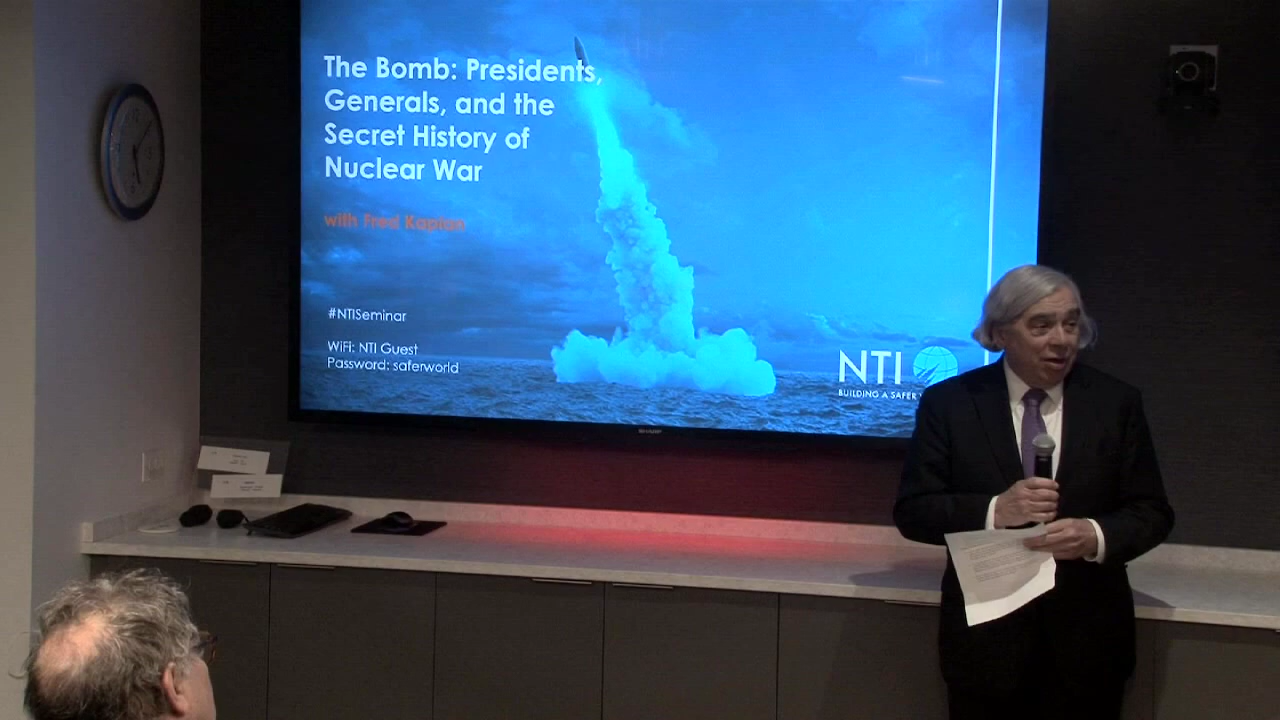 The Bomb: Presidents,
Generals, and the
Secret History of
Nuclear War
with Fred Kaplan
#NTISeminar
WiFi: NTI Guest
Password: saferworld
NTI
BUILDING A SAFER
SHARP